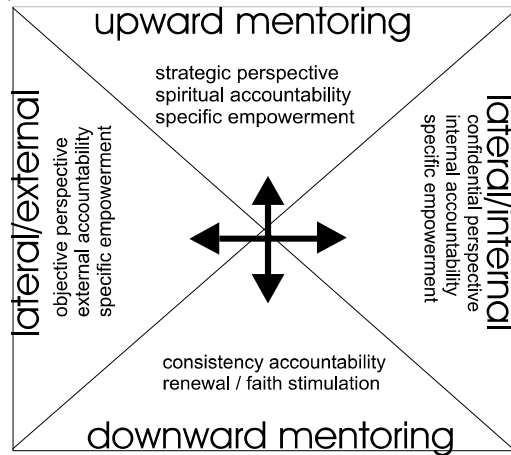 upward mentoring
strategic perspective
spiritual accountability
specific empowerment
lateral/external
objective perspective
external accountability
specific empowerment
lateral/internal
confidential perspective
internal accountability
specific empowerment
consistency accountability
renewal / faith stimulation
downward mentoring